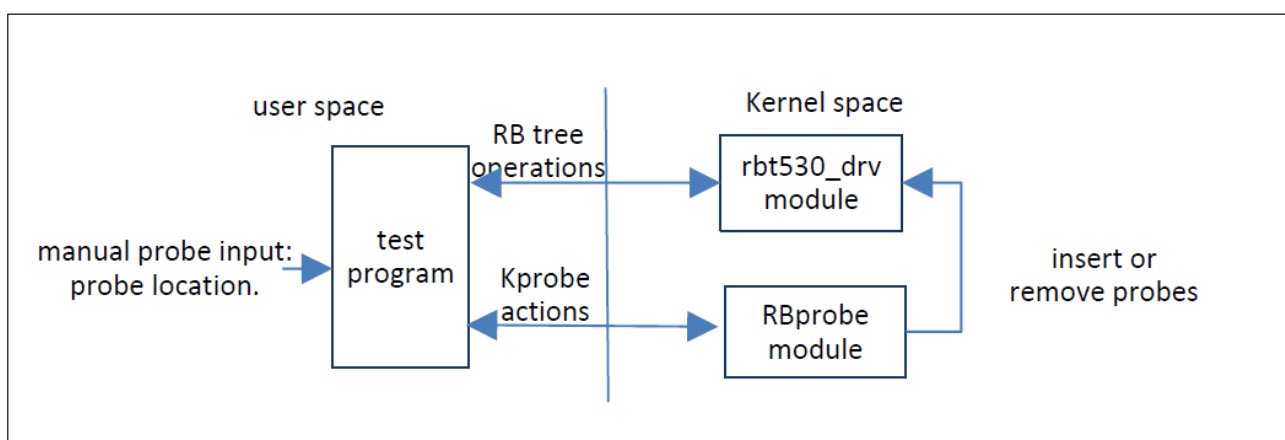 user space
Kernel space
RB tree
operations
rbt530_drv
module
manual probe input:
probe location.
test
program
Kprobe
actions
RBprobe
module
insert or
remove probes